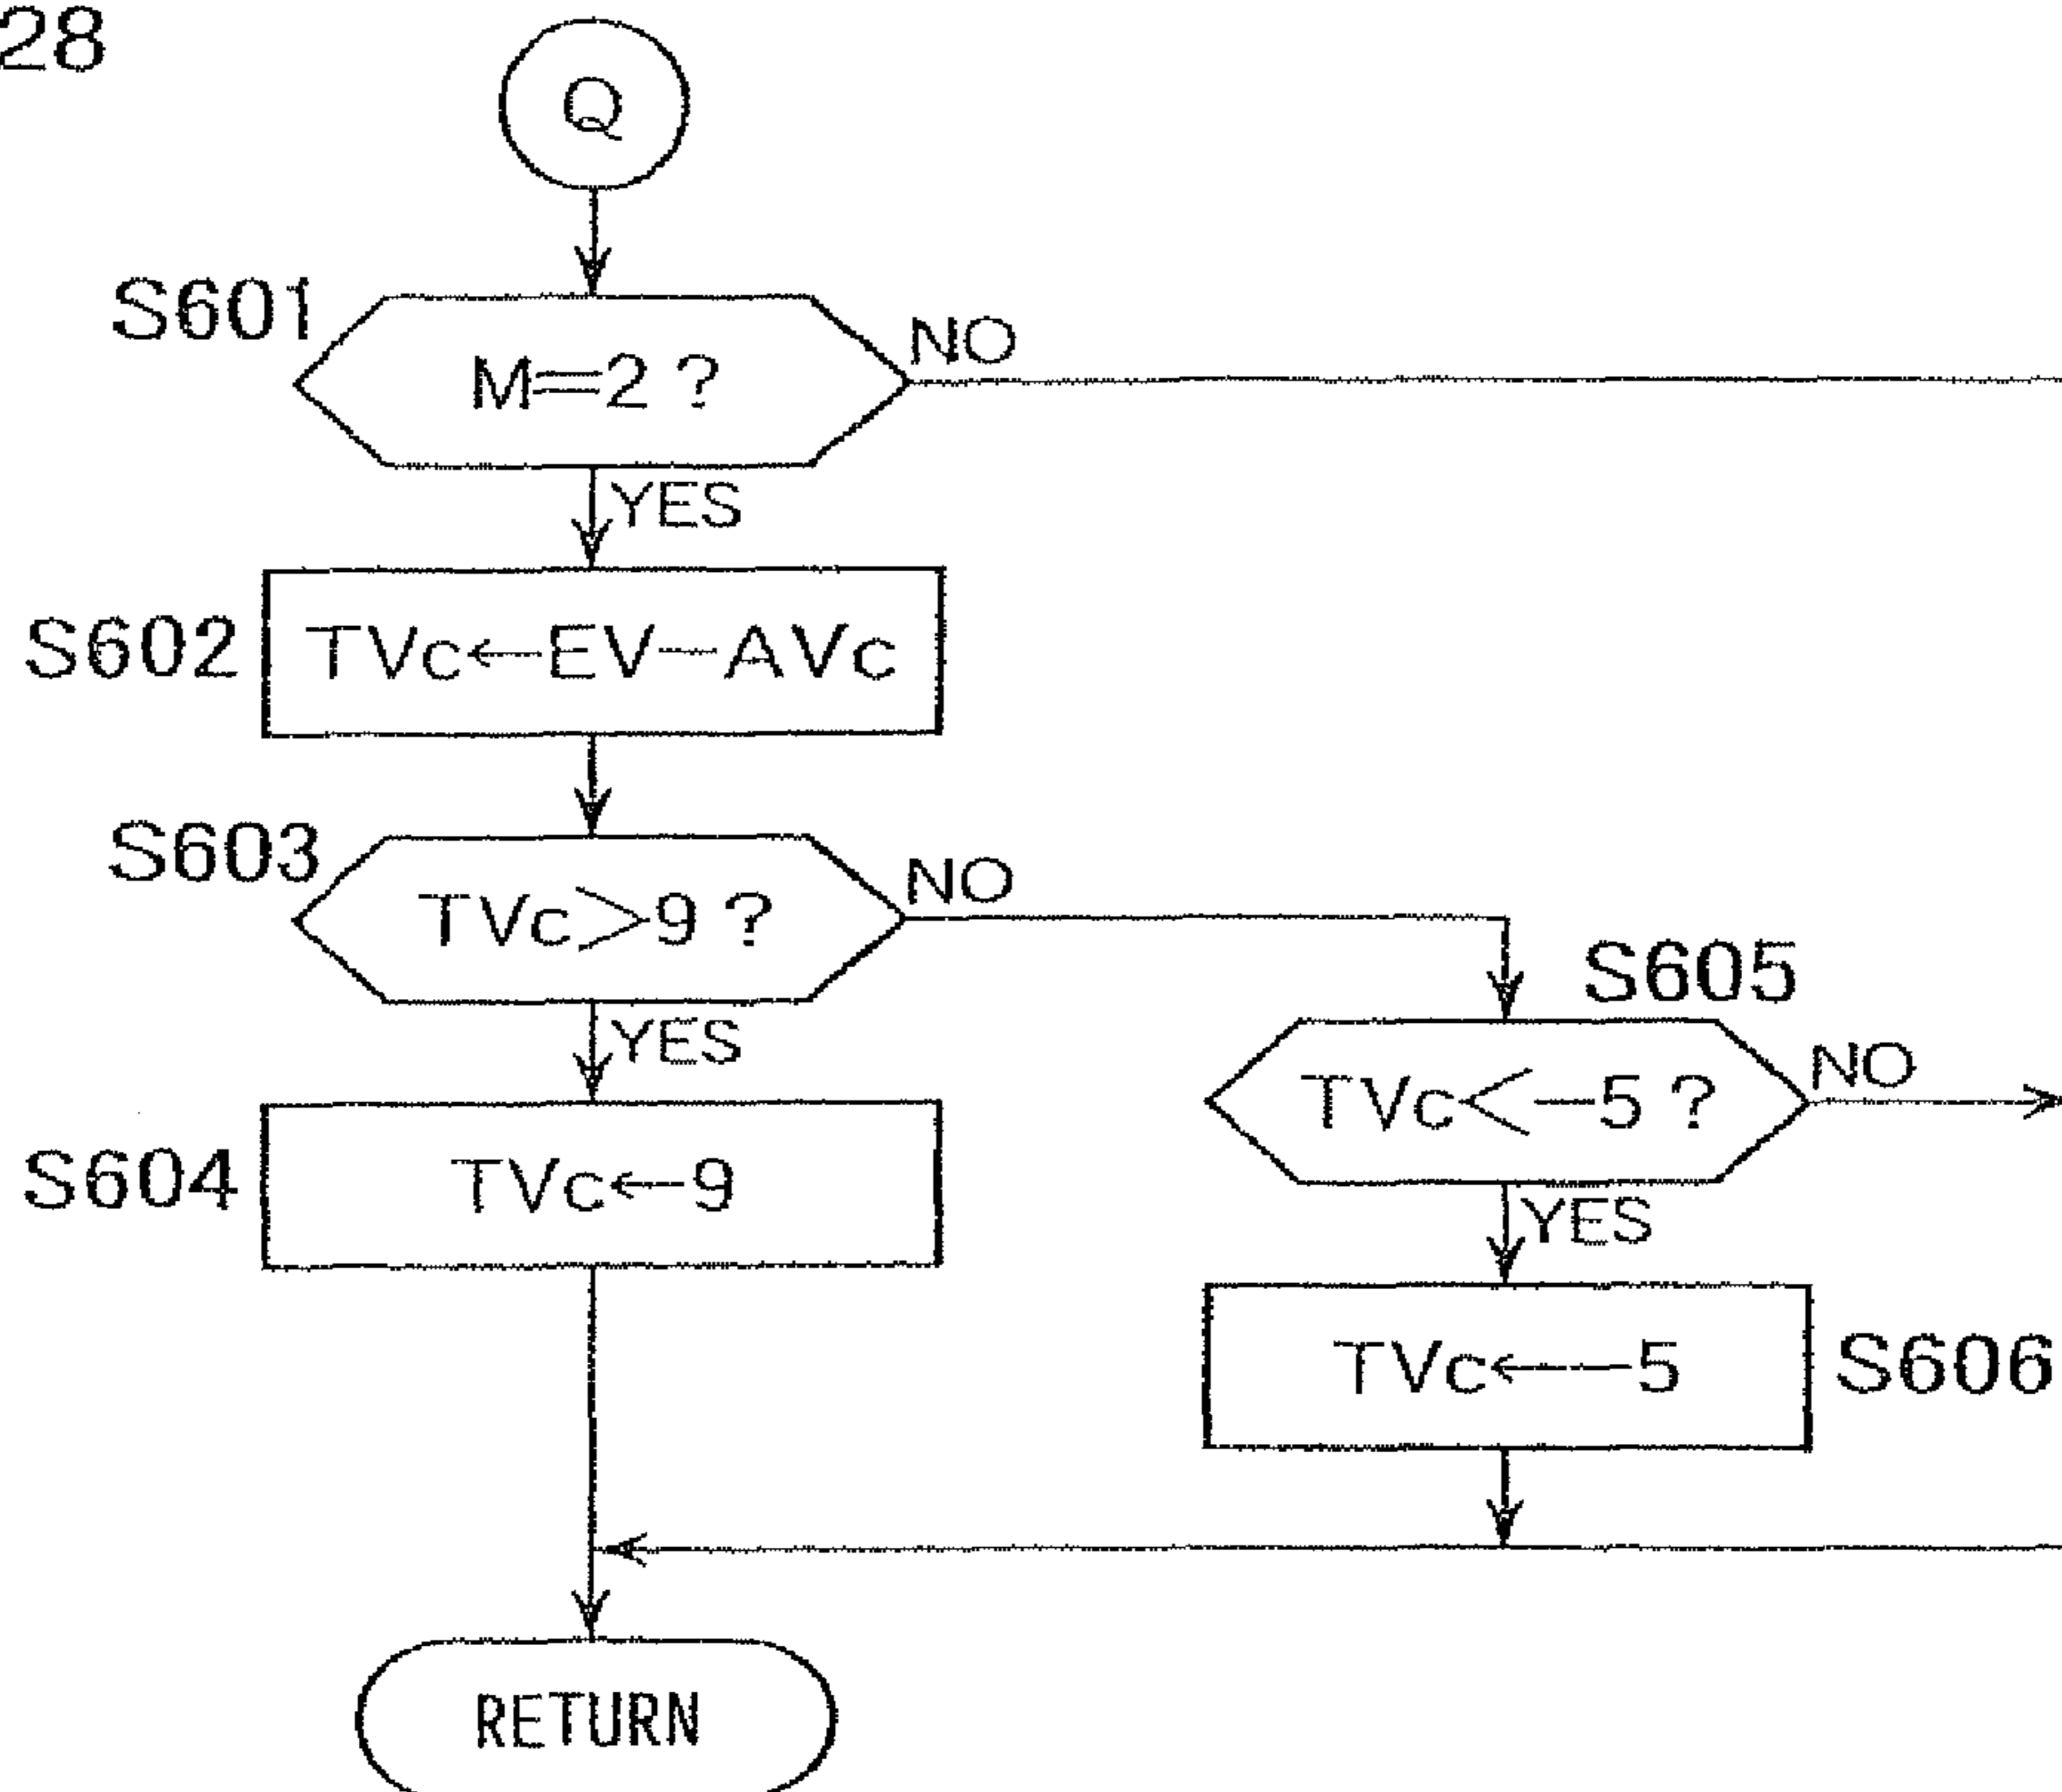 28
Q
S601
NO
M=2 ?
YES
S602
TVc←EV-AVc
S603
NO
TVc>9 ?
YES
S605
NO
TVc<-5 ?
YES
S604
TVc←9
TVc←-5
S606
RETURN